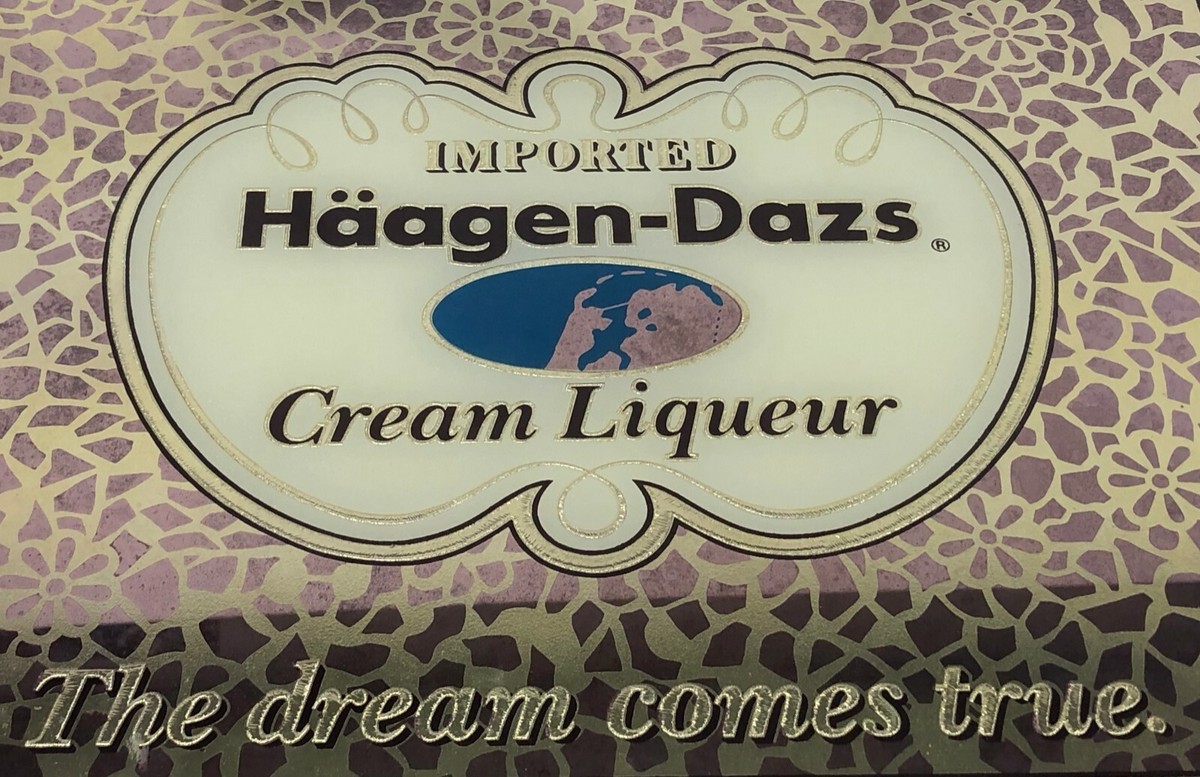 IMPORTED
Häagen-Dazs®
Cream Liqueur
The dream comes true.